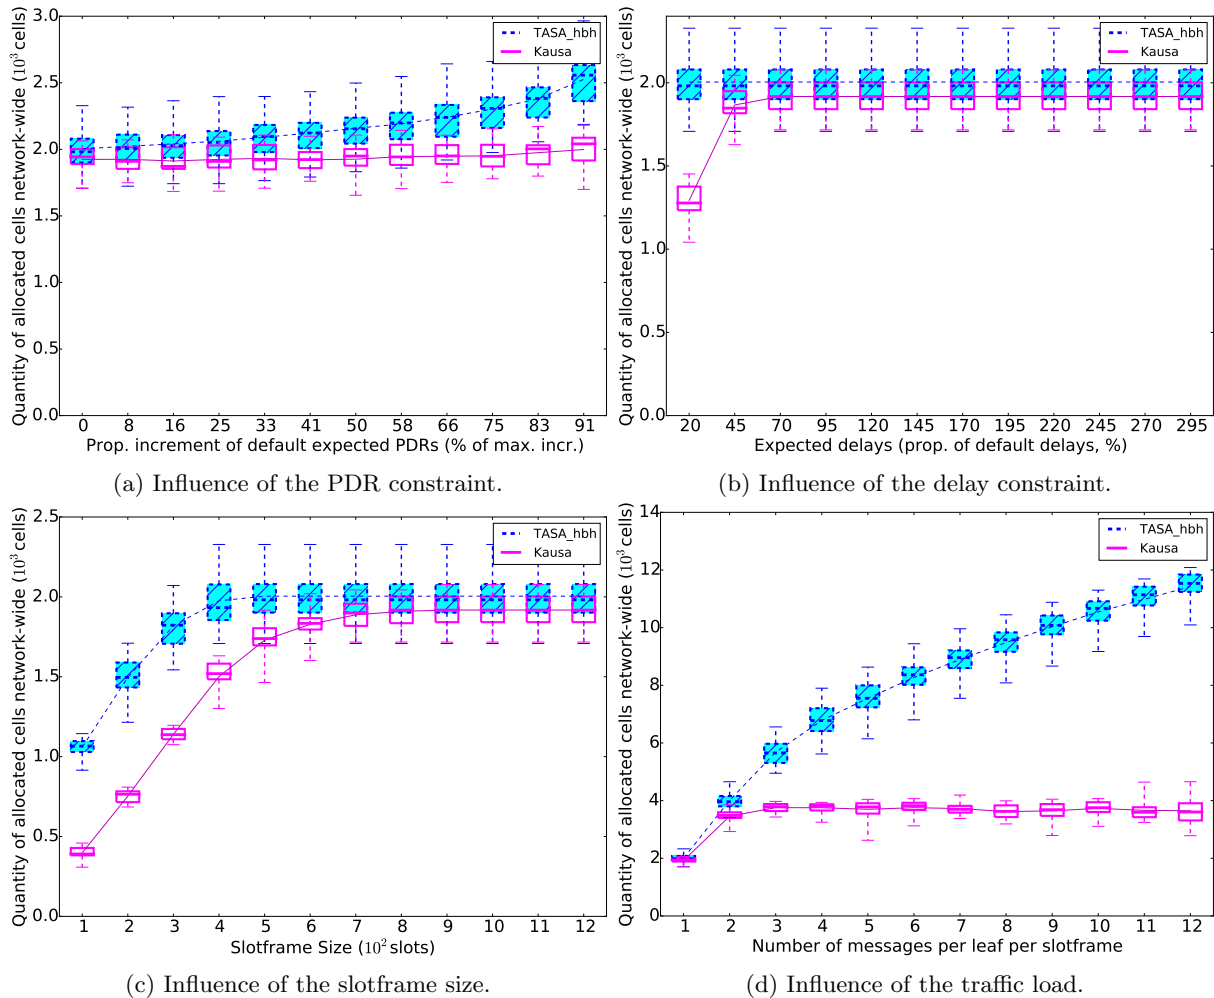 Quantity of allocated cells network-wide (10³ cells)
3.0
2.5
2.0
1.5
1.0
0.5
0.0
TASA_hbh
Kausa
0 8 16 25 33 41 50 58 66 75 83 91
Prop. increment of default expected PDRs (% of max. incr.)
(a) Influence of the PDR constraint.
Quantity of allocated cells network-wide (10³ cells)
2.0
1.5
1.0
0.5
0.0
TASA_hbh
Kausa
20 45 70 95 120 145 170 195 220 245 270 295
Expected delays (prop. of default delays, %)
(b) Influence of the delay constraint.
Quantity of allocated cells network-wide (10³ cells)
2.5
2.0
1.5
1.0
0.5
0.0
TASA_hbh
Kausa
1 2 3 4 5 6 7 8 9 10 11 12
Slotframe Size (10² slots)
(c) Influence of the slotframe size.
Quantity of allocated cells network-wide (10³ cells)
14
12
10
8
6
4
2
0
TASA_hbh
Kausa
1 2 3 4 5 6 7 8 9 10 11 12
Number of messages per leaf per slotframe
(d) Influence of the traffic load.